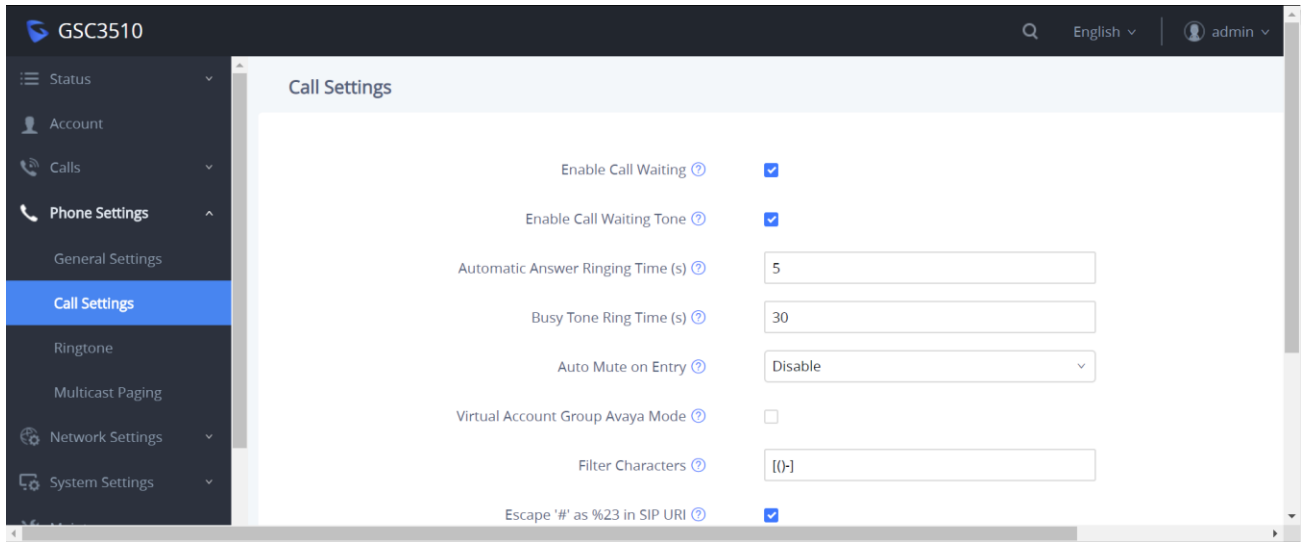 GSC3510
English
admin
Status
Account
Calls
Phone Settings
General Settings
Call Settings
Ringtone
Multicast Paging
Network Settings
System Settings
Call Settings
Enable Call Waiting
Enable Call Waiting Tone
Automatic Answer Ringing Time (s)
5
Busy Tone Ring Time (s)
30
Auto Mute on Entry
Disable
Virtual Account Group Avaya Mode
Filter Characters
[()-]
Escape '#' as %23 in SIP URI